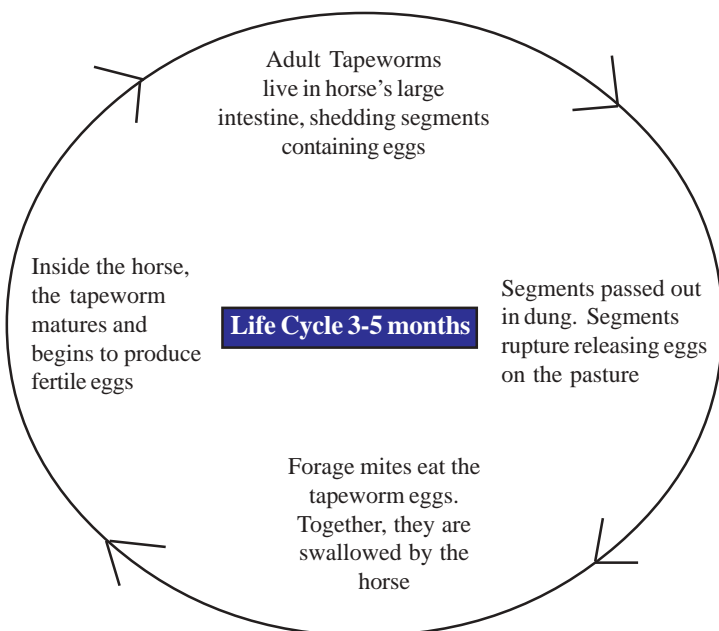 Adult Tapeworms
live in horse's large
intestine, shedding segments
containing eggs
Segments passed out
in dung. Segments
rupture releasing eggs
on the pasture
Forage mites eat the
tapeworm eggs.
Together, they are
swallowed by the
horse
Inside the horse,
the tapeworm
matures and
begins to produce
fertile eggs
Life Cycle 3-5 months